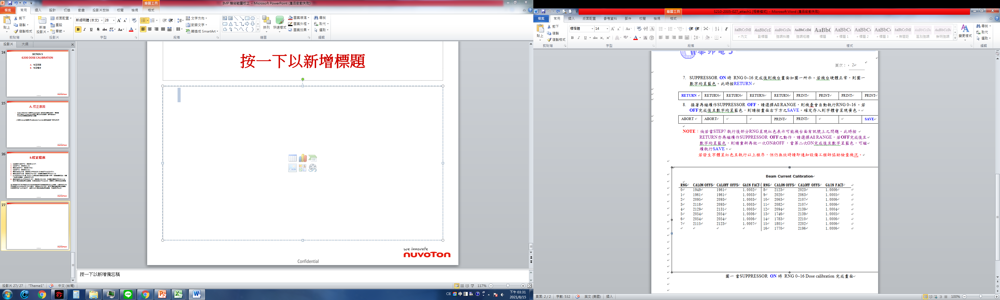 IMP 機台能量校正 - Microsoft PowerPoint (產品啟動失敗)
繪圖工具
檔案 常用 插入 設計 切換 動畫 投影片放映 校閱 檢視 格式
貼上 剪下 複製 複製格式 剪貼簿
新增投影片 版面配置 重設 章節 投影片
新細明體 (本文) 28 字型
文字方向 對齊文字 轉換成 SmartArt 段落
排列 快速樣式 圖案填滿 圖案外框 圖案效果 繪圖
尋找 取代 選取 編輯
投影片 大綱
24
SECTION 5
6200 DOSE CALIBRATION
A. 校正原因
B. 校正程序
25
A. 校正原因
26
B.校正程序
27
按一下以新增標題
we innovate
nuvoTon
Confidential
按一下以新增備忘稿
投影片 27/ 27 "Theme1" 中文 (台灣) 117%
CH 中 下午 03:31
2021/8/15
S210-2005-027_attach1 [相容模式] - Microsoft Word (產品啟動失敗)
繪圖工具
檔案 常用 插入 版面配置 參考資料 郵件 校閱 檢視 格式
貼上 剪下 複製 複製格式 剪貼簿
標楷體 14 字型
段落
內文 副標題 強調斜體 強調粗體 標題 標題 1 標題 2 標題 3 無間距 區別強調 鮮明強調 變更樣式 樣式
尋找 取代 選取 編輯
頁次： 2
7. SUPPRESSOR ON 時 RNG 0~16 完成後則機台畫面如圖一所示。若機台硬體正常，則圖一
數字均呈藍色。此時按RETURN
RETURN RETURN RETURN RETURN RETURN PRINT PRINT PRINT PRINT
8. 接著再繼續作SUPPRESSOR OFF，請選擇All RANGE，則機臺會自動執行RNG 0~16 。若
OFF完成後且數字均呈藍色，則請按畫面右下方之SAVE。確定存入則字體會呈現黃色。
ABORT ABORT PRINT PRINT SAVE
NOTE：倘若當STEP7 執行後部分RNG呈現紅色表示可能機台面有訊號上之問題。此時按
RETURN亦再繼續作SUPPRESSOR OFF之動作，請選擇All RANGE，若OFF完成後且
數字均呈藍色，則請重新再做一次ON&OFF ，當第二次ON完成後且數字呈藍色，可繼
續執行SAVE。
若發生字體呈紅色且執行以上程序，但仍無效時請即通知設備工程師協助檢查機況。
Beam Current Calibration
RNG CALON OFFS CALOFF OFFS GAIN FACT RNG CALON OFFS CALOFF OFFS GAIN FACT
0 1949 1961 1.0002 8 2123 2023 1.0006
1 1961 1961 1.0003 9 2020 2063 1.0005
2 2095 2093 1.0003 10 2063 2107 1.0006
3 2118 2093 1.0003 11 2082 2107 1.0006
4 2129 2131 1.0003 12 2094 2139 1.0004
5 2054 2054 1.0006 13 1746 2139 1.0005
6 2054 2054 1.0006 14 1783 2210 1.0006
7 2115 2123 1.0007 15 1801 2202 1.0006
16 1770 2196 1.0006
圖一 當SUPPRESSOR ON 時 RNG 0~16 Dose calibration 完成畫面
頁面: 2 / 2 字數: 532 英文 (美國) 插入 100%